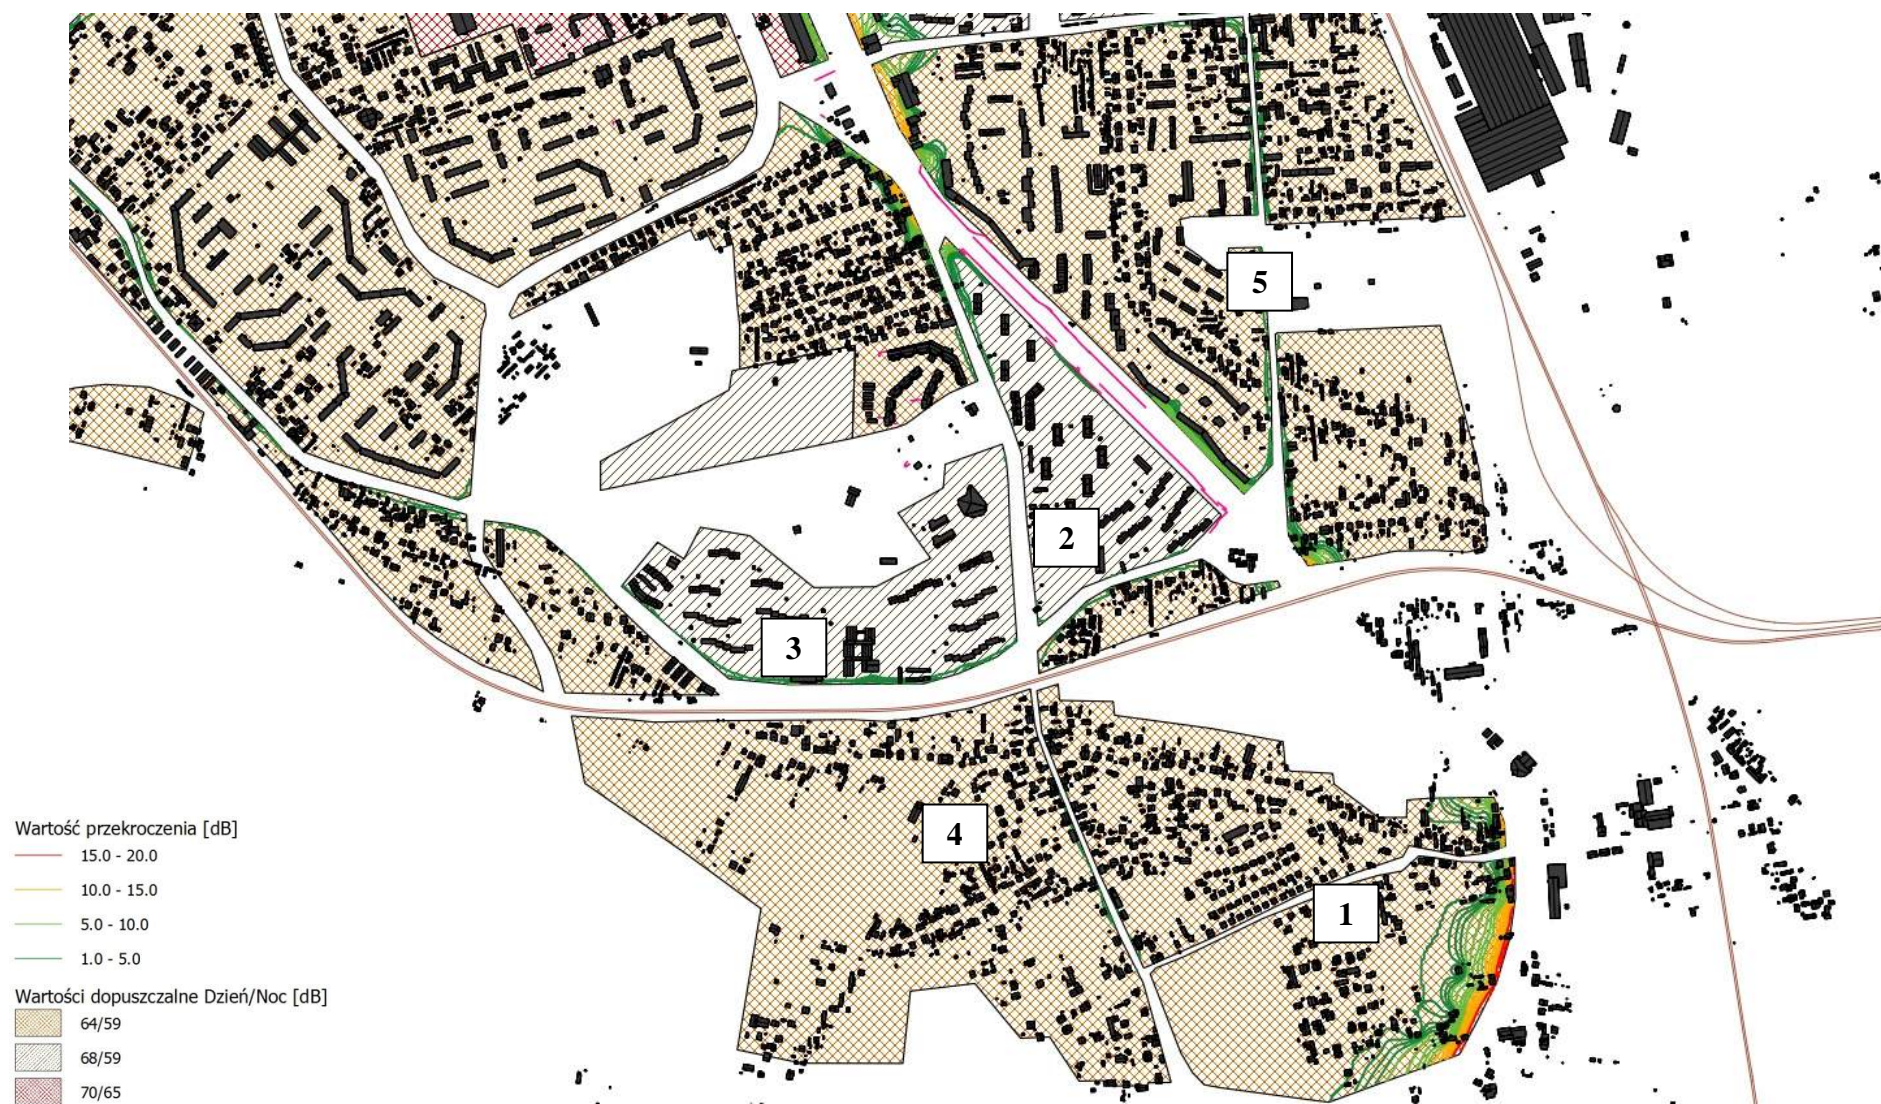 5
2
3
4
1
Wartość przekroczenia [dB]
15.0 - 20.0
10.0 - 15.0
5.0 - 10.0
1.0 - 5.0
Wartości dopuszczalne Dzień/Noc [dB]
64/59
68/59
70/65